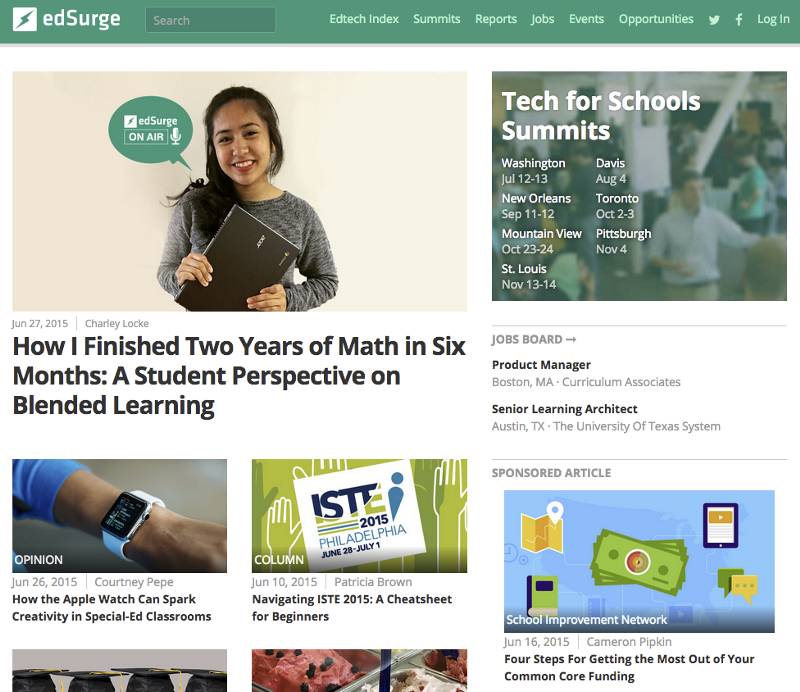 edSurge
Search
Edtech Index Summits Reports Jobs Events Opportunities Log In
edSurge
ON AIR
acer
Jun 27, 2015 Charley Locke
How I Finished Two Years of Math in Six
Months: A Student Perspective on
Blended Learning
Tech for Schools
Summits
Washington Davis
Jul 12-13 Aug 4
New Orleans Toronto
Sep 11-12 Oct 2-3
Mountain View Pittsburgh
Oct 23-24 Nov 4
St. Louis
Nov 13-14
JOBS BOARD →
Product Manager
Boston, MA · Curriculum Associates
Senior Learning Architect
Austin, TX · The University Of Texas System
OPINION
Jun 26, 2015 Courtney Pepe
How the Apple Watch Can Spark
Creativity in Special-Ed Classrooms
ISTE
2015
PHILADELPHIA
JUNE 28-JULY 1
COLUMN
Jun 10, 2015 Patricia Brown
Navigating ISTE 2015: A Cheatsheet
for Beginners
SPONSORED ARTICLE
School Improvement Network
Jun 16, 2015 Cameron Pipkin
Four Steps For Getting the Most Out of Your
Common Core Funding